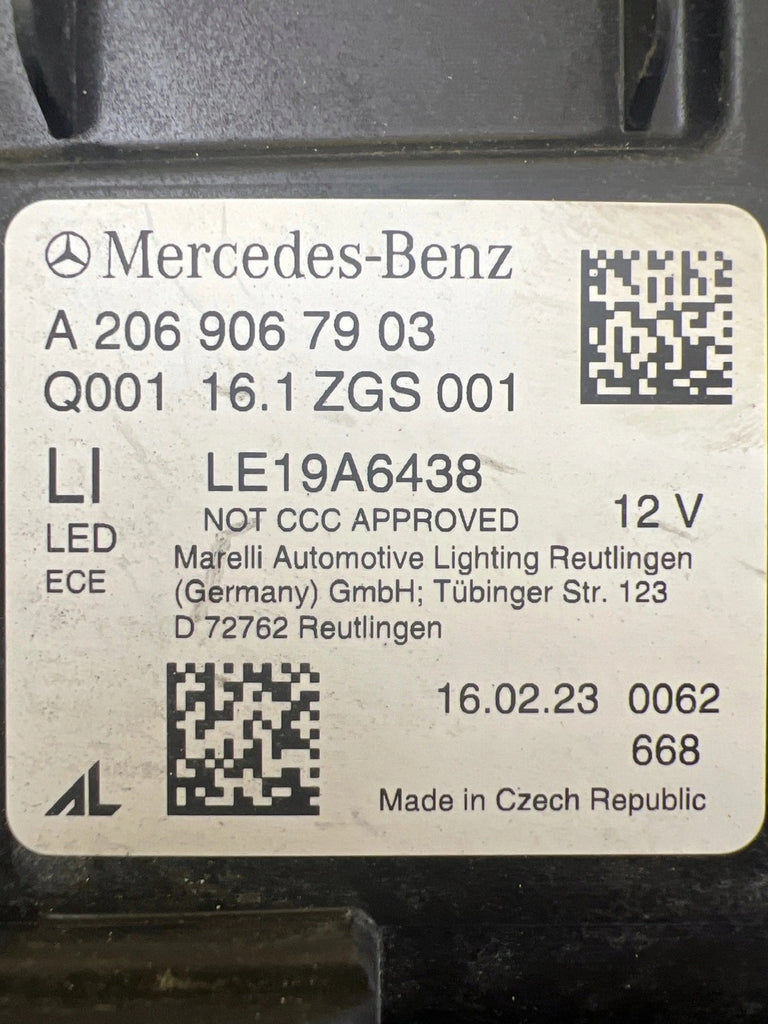 Mercedes-Benz
A 206 906 79 03
Q001 16.1 ZGS 001
LI LE19A6438
LED NOT CCC APPROVED 12 V
ECE Marelli Automotive Lighting Reutlingen
(Germany) GmbH; Tübinger Str. 123
D 72762 Reutlingen
16.02.23 0062
668
AL
Made in Czech Republic